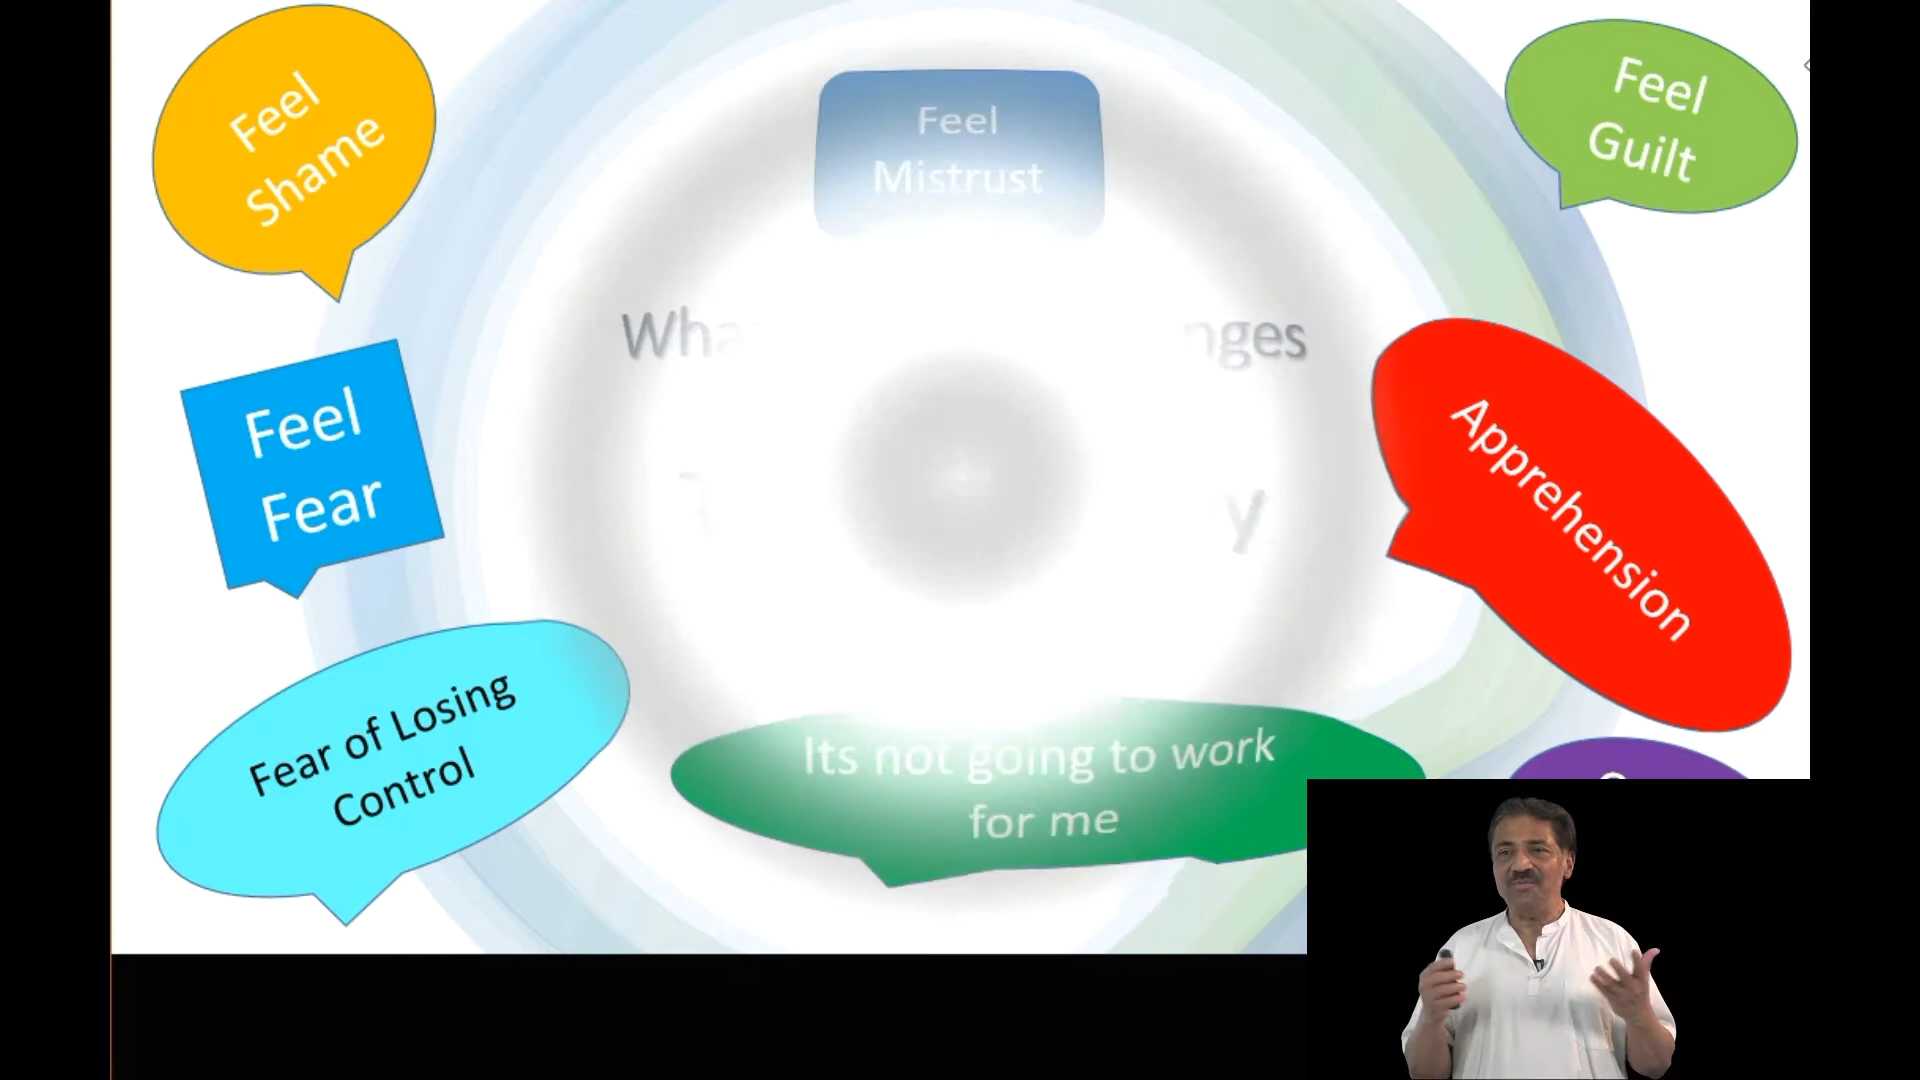 Feel
Shame
Feel
Mistrust
Feel
Guilt
Feel
Fear
Apprehension
Fear of Losing
Control
Its not going to work
for me